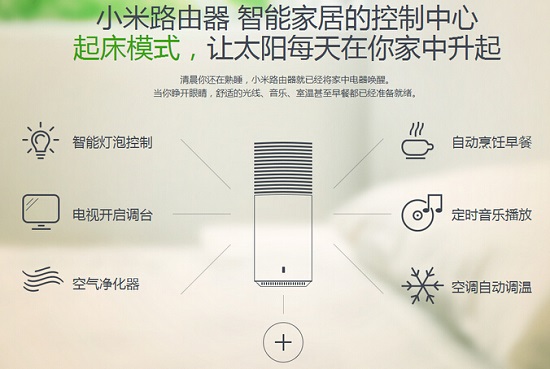 小米路由器 智能家居的控制中心
起床模式，让太阳每天在你家中升起
清晨你还在熟睡，小米路由器就已经将家中电器唤醒。
当你睁开眼睛，舒适的光线、音乐、室温甚至早餐都已经准备就绪。
智能灯泡控制
自动烹饪早餐
电视开启调台
定时音乐播放
空气净化器
空调自动调温